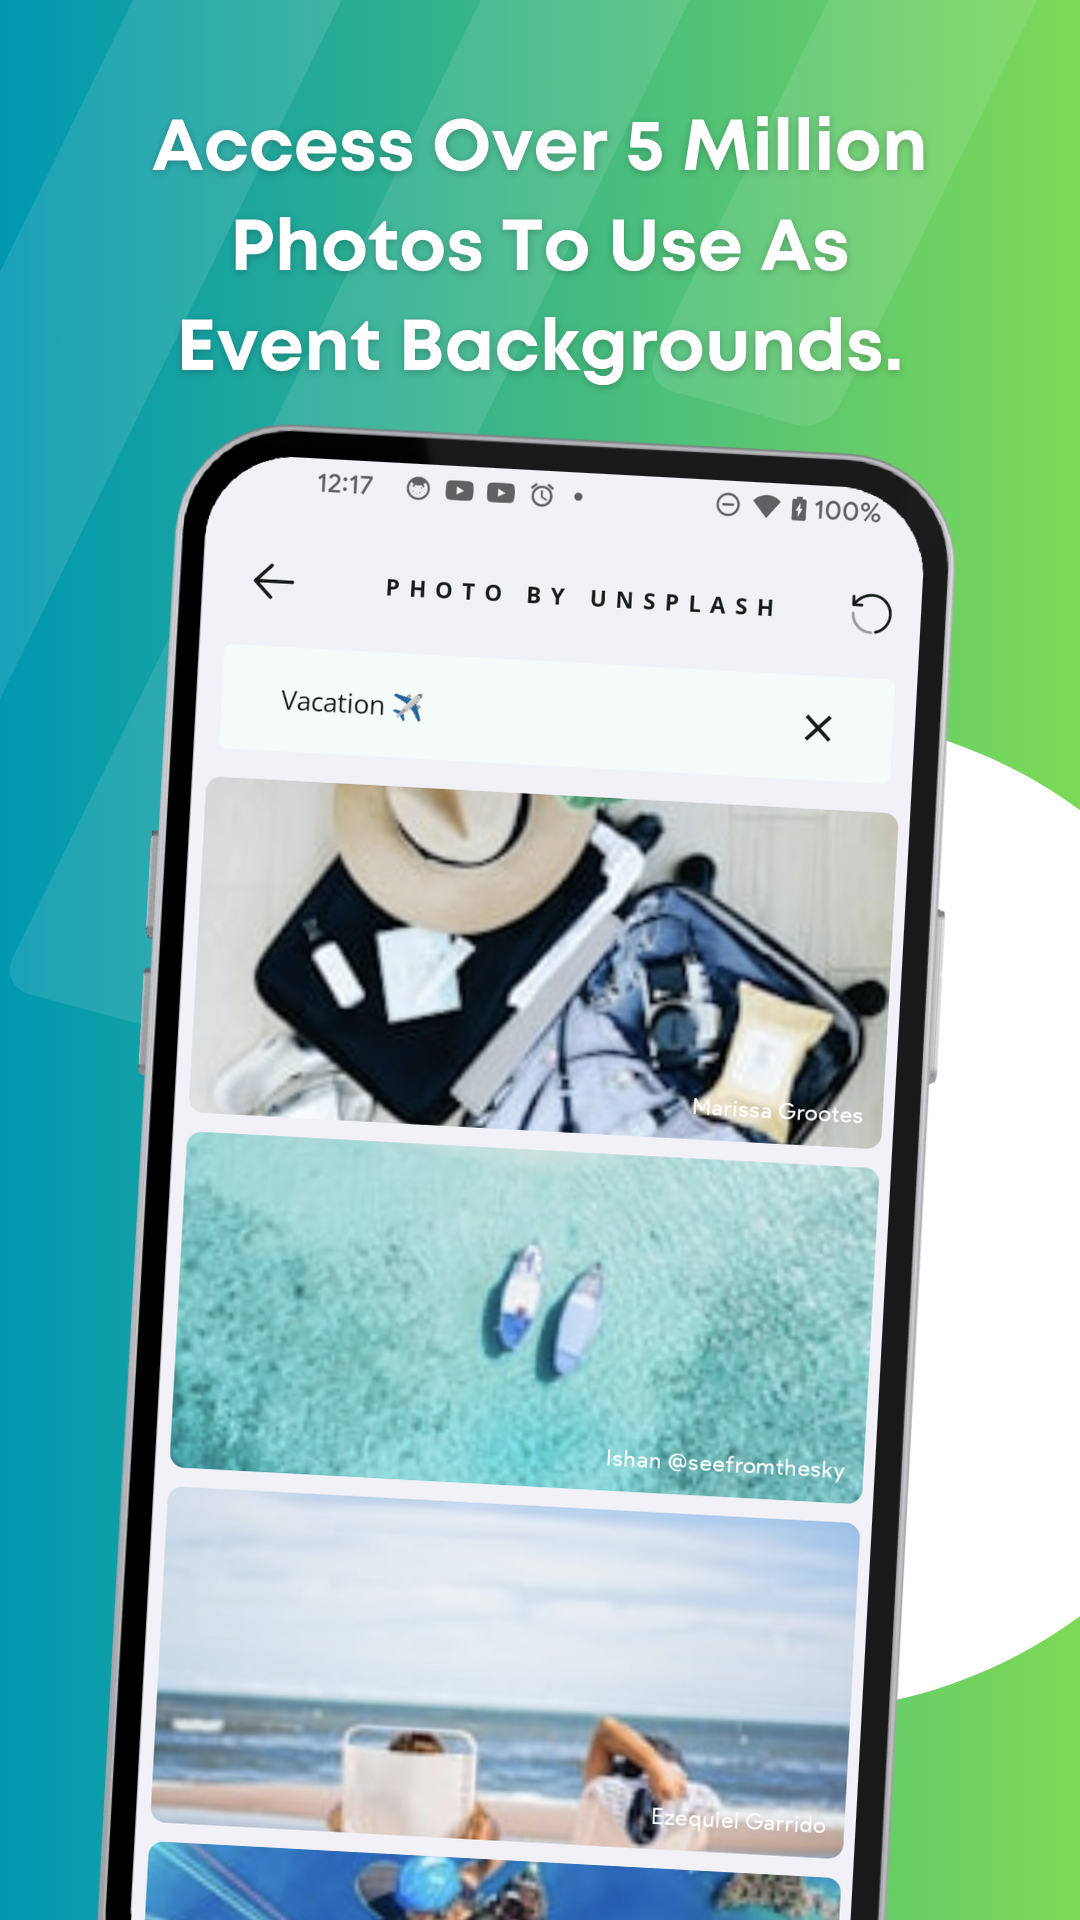 Access Over 5 Million
Photos To Use As
Event Backgrounds.
12:17
100%
PHOTO BY UNSPLASH
Vacation ✈️
Marissa Grootes
Ishan @seefromthesky
Ezequiel Garrido